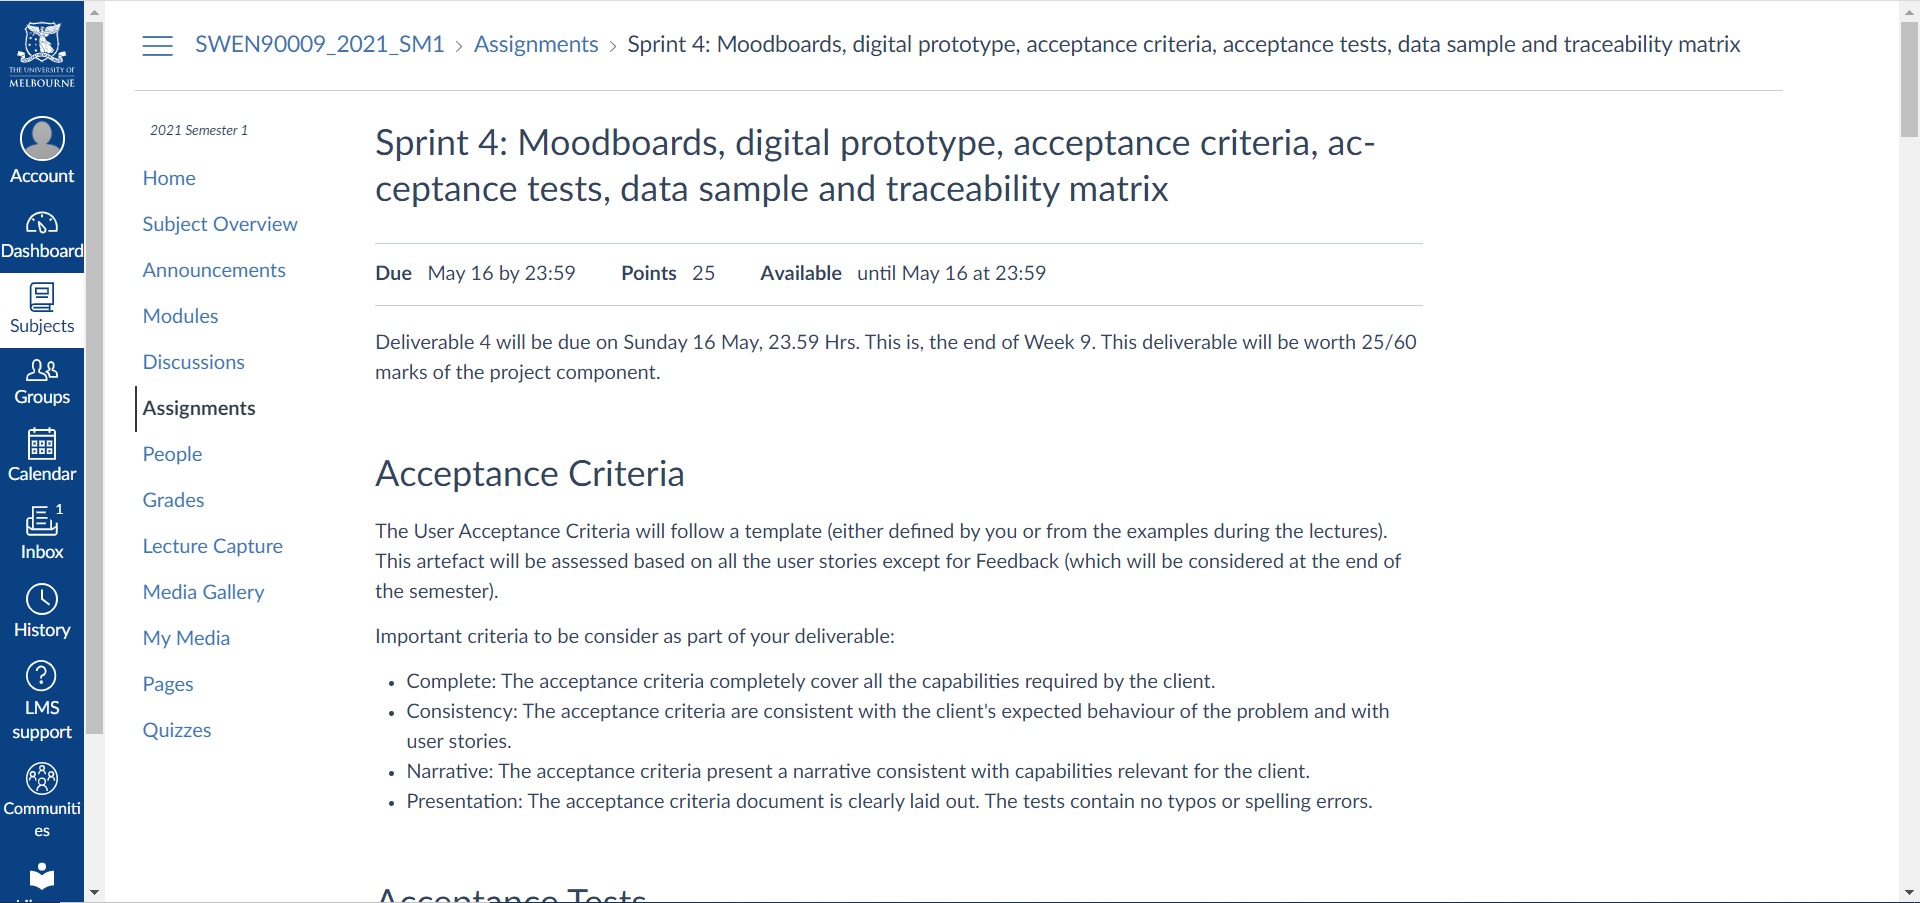 THE UNIVERSITY OF
MELBOURNE
Account
Dashboard
Subjects
Groups
Calendar
1
Inbox
History
LMS
support
Communiti
es
SWEN90009_2021_SM1 › Assignments › Sprint 4: Moodboards, digital prototype, acceptance criteria, acceptance tests, data sample and traceability matrix
2021 Semester 1
Home
Subject Overview
Announcements
Modules
Discussions
Assignments
People
Grades
Lecture Capture
Media Gallery
My Media
Pages
Quizzes
Sprint 4: Moodboards, digital prototype, acceptance criteria, ac-
ceptance tests, data sample and traceability matrix
Due May 16 by 23:59 Points 25 Available until May 16 at 23:59
Deliverable 4 will be due on Sunday 16 May, 23.59 Hrs. This is, the end of Week 9. This deliverable will be worth 25/60
marks of the project component.
Acceptance Criteria
The User Acceptance Criteria will follow a template (either defined by you or from the examples during the lectures).
This artefact will be assessed based on all the user stories except for Feedback (which will be considered at the end of
the semester).
Important criteria to be consider as part of your deliverable:
• Complete: The acceptance criteria completely cover all the capabilities required by the client.
• Consistency: The acceptance criteria are consistent with the client's expected behaviour of the problem and with
user stories.
• Narrative: The acceptance criteria present a narrative consistent with capabilities relevant for the client.
• Presentation: The acceptance criteria document is clearly laid out. The tests contain no typos or spelling errors.
Acceptance Tests